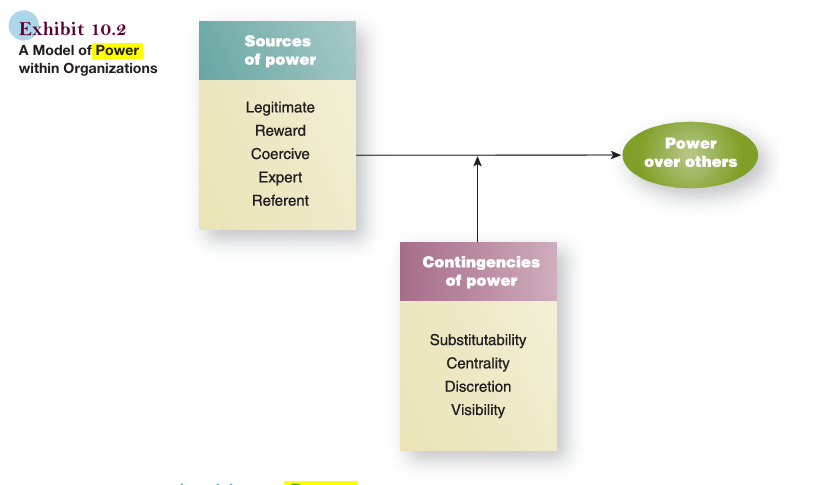 Exhibit 10.2
A Model of Power
within Organizations
Sources
of power
Legitimate
Reward
Coercive
Expert
Referent
Power
over others
Contingencies
of power
Substitutability
Centrality
Discretion
Visibility